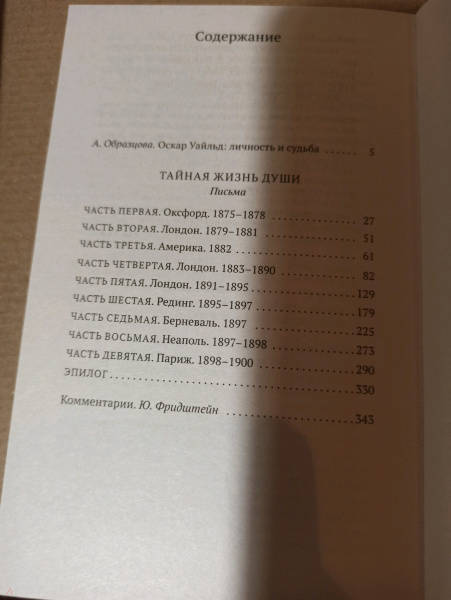 Содержание
А. Образцова. Оскар Уайльд: личность и судьба ...... 5
ТАЙНАЯ ЖИЗНЬ ДУШИ
Письма
ЧАСТЬ ПЕРВАЯ. Оксфорд. 1875–1878 ...... 27
ЧАСТЬ ВТОРАЯ. Лондон. 1879–1881 ...... 51
ЧАСТЬ ТРЕТЬЯ. Америка. 1882 ...... 61
ЧАСТЬ ЧЕТВЕРТАЯ. Лондон. 1883–1890 ...... 82
ЧАСТЬ ПЯТАЯ. Лондон. 1891–1895 ...... 129
ЧАСТЬ ШЕСТАЯ. Рединг. 1895–1897 ...... 179
ЧАСТЬ СЕДЬМАЯ. Берневаль. 1897 ...... 225
ЧАСТЬ ВОСЬМАЯ. Неаполь. 1897–1898 ...... 273
ЧАСТЬ ДЕВЯТАЯ. Париж. 1898–1900 ...... 290
ЭПИЛОГ ...... 330
Комментарии. Ю. Фридштейн ...... 343